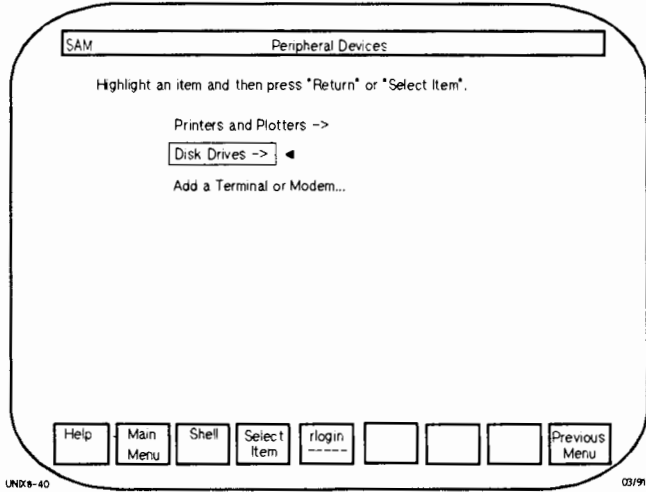 SAM Peripheral Devices
Highlight an item and then press "Return" or "Select Item".
Printers and Plotters ->
Disk Drives -> ◄
Add a Terminal or Modem...
Help Main Menu Shell Select Item rlogin ----- Previous Menu
UNIX8-40 03/91